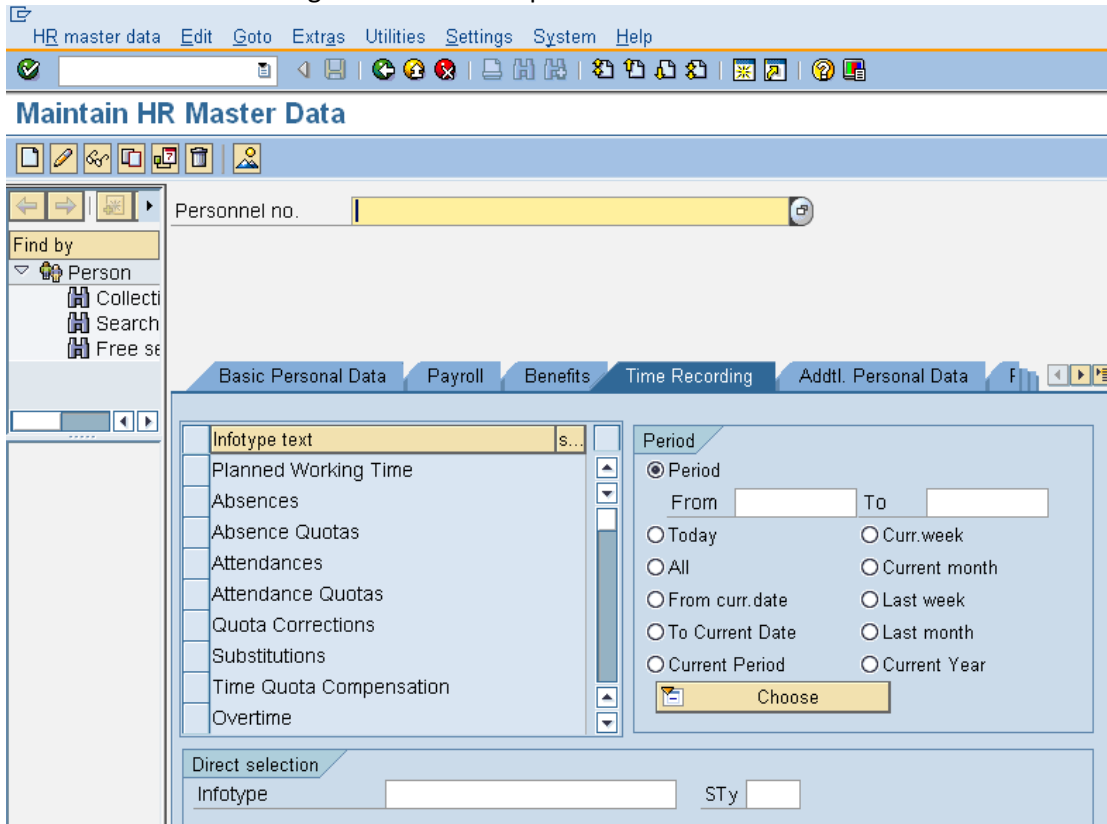 HR master data Edit Goto Extras Utilities Settings System Help
Maintain HR Master Data
Personnel no.
Find by
Person
Collecti
Search
Free se
Basic Personal Data Payroll Benefits Time Recording Addtl. Personal Data
Infotype text s...
Planned Working Time
Absences
Absence Quotas
Attendances
Attendance Quotas
Quota Corrections
Substitutions
Time Quota Compensation
Overtime
Period
Period
From To
Today Curr.week
All Current month
From curr.date Last week
To Current Date Last month
Current Period Current Year
Choose
Direct selection
Infotype STy